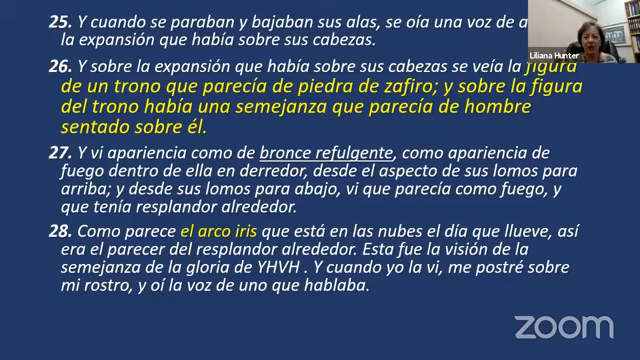 25. Y cuando se paraban y bajaban sus alas, se oía una voz de a
la expansión que había sobre sus cabezas.
26. Y sobre la expansión que había sobre sus cabezas se veía la figura
de un trono que parecía de piedra de zafiro; y sobre la figura
del trono había una semejanza que parecía de hombre
sentado sobre él.
27. Y vi apariencia como de bronce refulgente, como apariencia de
fuego dentro de ella en derredor, desde el aspecto de sus lomos para
arriba; y desde sus lomos para abajo, vi que parecía como fuego, y
que tenía resplandor alrededor.
28. Como parece el arco iris que está en las nubes el día que llueve, así
era el parecer del resplandor alrededor. Esta fue la visión de la
semejanza de la gloria de YHVH . Y cuando yo la vi, me postré sobre
mi rostro, y oí la voz de uno que hablaba.
Liliana Hunter
zoom